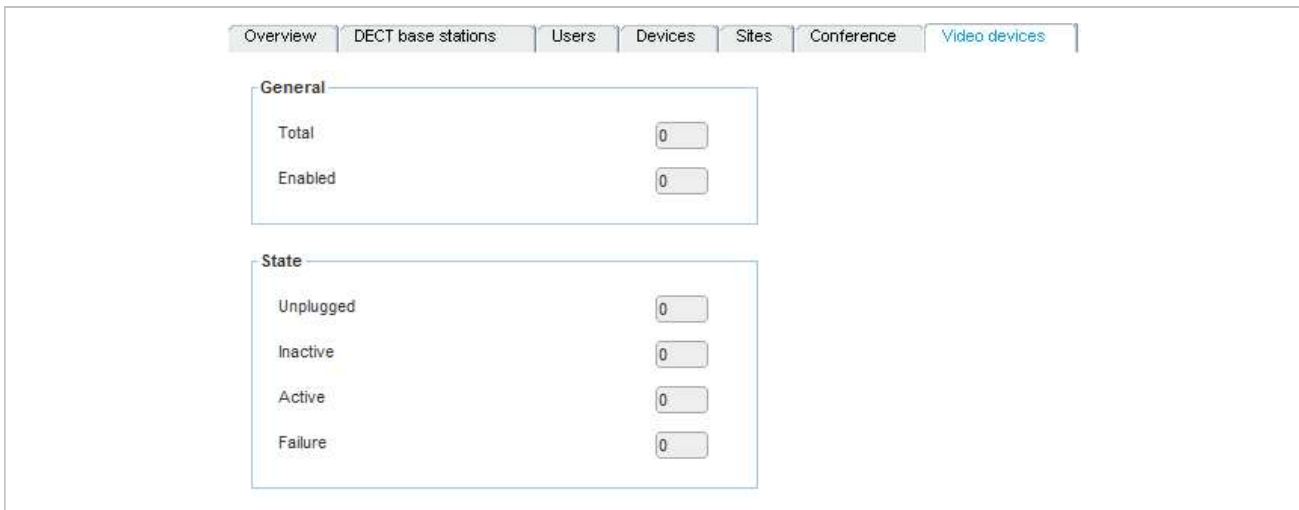 Overview DECT base stations Users Devices Sites Conference Video devices
General
Total 0
Enabled 0
State
Unplugged 0
Inactive 0
Active 0
Failure 0